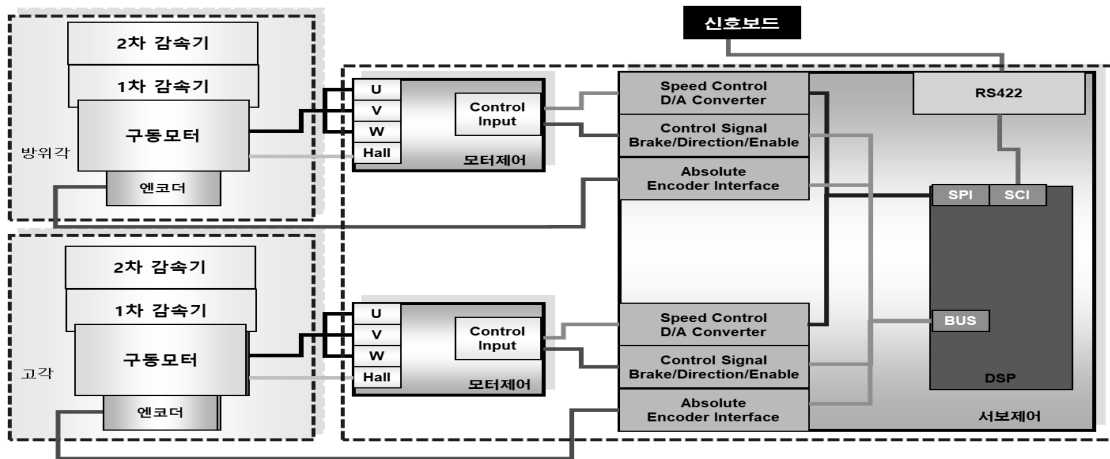 신호보드
2차 감속기
1차 감속기
구동모터
방위각
엔코더
U
V
W
Hall
Control
Input
모터제어
Speed Control
D/A Converter
Control Signal
Brake/Direction/Enable
Absolute
Encoder Interface
RS422
SPI
SCI
2차 감속기
1차 감속기
구동모터
고각
엔코더
U
V
W
Hall
Control
Input
모터제어
Speed Control
D/A Converter
Control Signal
Brake/Direction/Enable
Absolute
Encoder Interface
BUS
DSP
서보제어